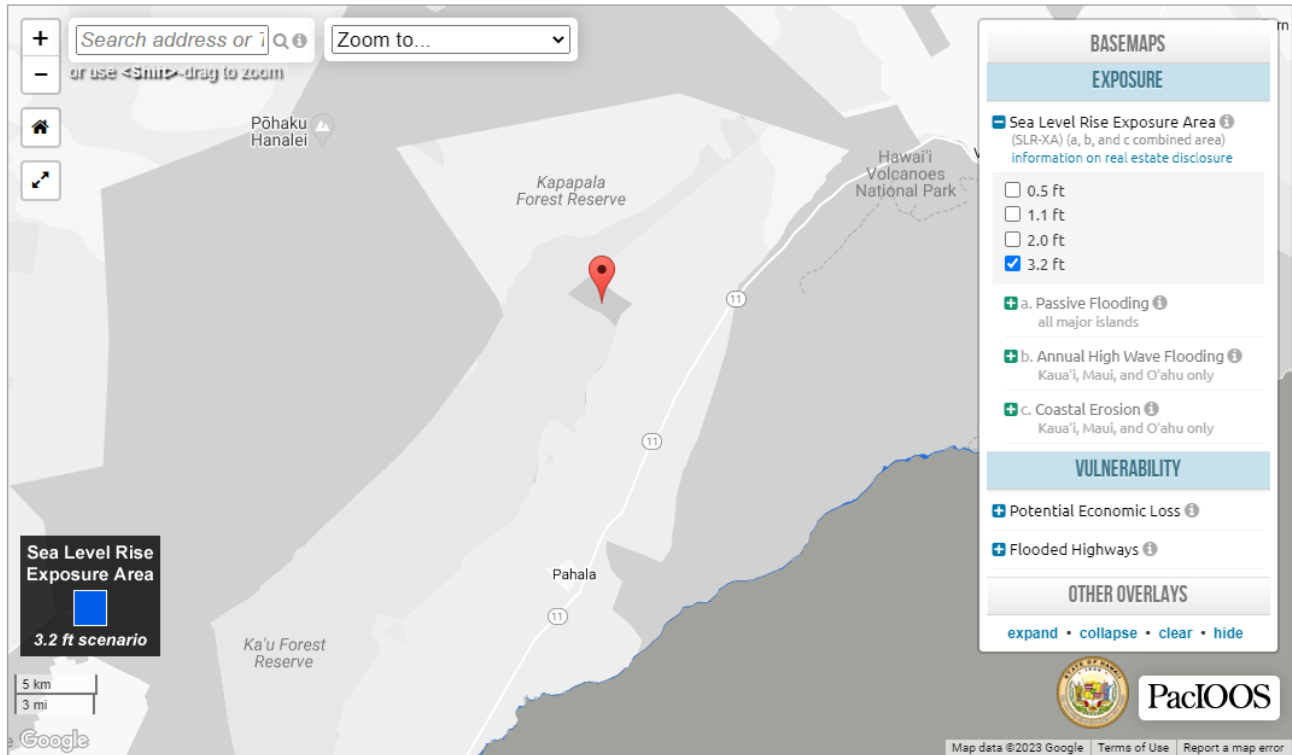 +
Search address or T
Zoom to...
−
or use <Shift>-drag to zoom
Pōhaku
Hanalei
Kapapala
Forest Reserve
Hawai'i
Volcanoes
National Park
11
11
Pahala
11
Ka'u Forest
Reserve
Sea Level Rise
Exposure Area
3.2 ft scenario
5 km
3 mi
Google
BASEMAPS
EXPOSURE
Sea Level Rise Exposure Area
(SLR-XA) (a, b, and c combined area)
information on real estate disclosure
0.5 ft
1.1 ft
2.0 ft
3.2 ft
a. Passive Flooding
all major islands
b. Annual High Wave Flooding
Kaua'i, Maui, and O'ahu only
c. Coastal Erosion
Kaua'i, Maui, and O'ahu only
VULNERABILITY
Potential Economic Loss
Flooded Highways
OTHER OVERLAYS
expand • collapse • clear • hide
PacIOOS
Map data ©2023 Google
Terms of Use
Report a map error